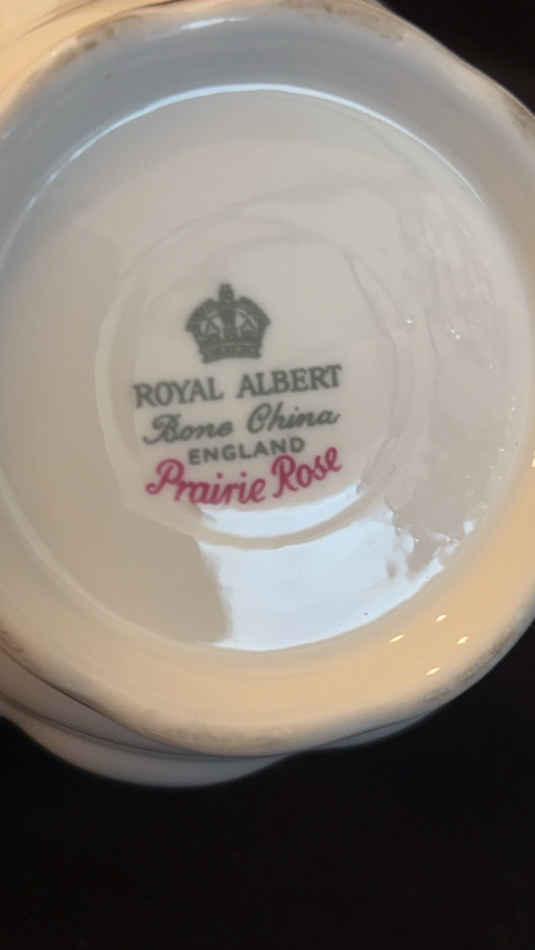 ROYAL ALBERT
Bone China
ENGLAND
Prairie Rose